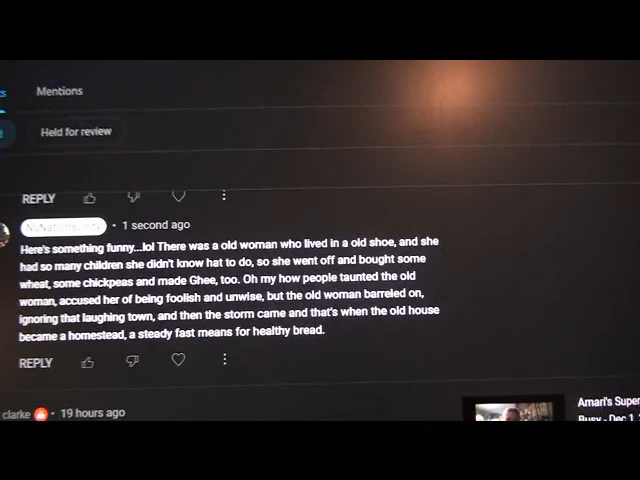 Mentions
Held for review
REPLY
1 second ago
Here's something funny...lol There was a old woman who lived in a old shoe, and she
had so many children she didn't know hat to do, so she went off and bought some
wheat, some chickpeas and made Ghee, too. Oh my how people taunted the old
woman, accused her of being foolish and unwise, but the old woman barreled on,
ignoring that laughing town, and then the storm came and that's when the old house
became a homestead, a steady fast means for healthy bread.
REPLY
clarke • 19 hours ago
Amari's Super
Busy - Dec 1,